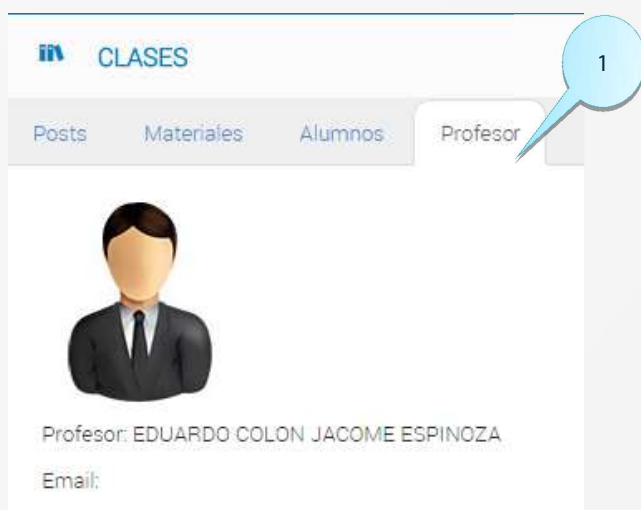 CLASES
1
Posts Materiales Alumnos Profesor
Profesor: EDUARDO COLON JACOME ESPINOZA
Email: